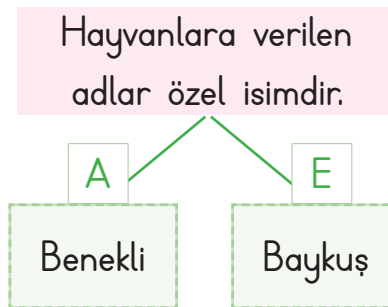 Hayvanlara verilen
adlar özel isimdir.
A
E
Benekli
Baykuş